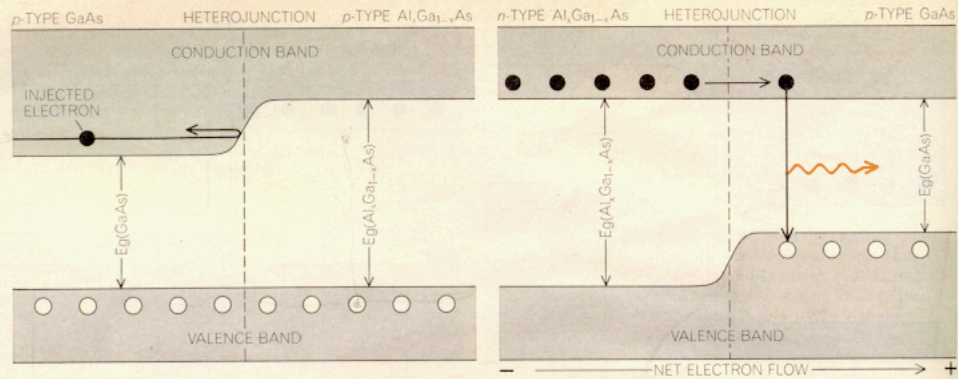 p-TYPE GaAs
HETEROJUNCTION
p-TYPE AlxGa1–xAs
CONDUCTION BAND
INJECTED
ELECTRON
Eg(GaAs)
Eg(AlxGa1–xAs)
VALENCE BAND
n-TYPE AlxGa1–xAs
HETEROJUNCTION
p-TYPE GaAs
CONDUCTION BAND
Eg(AlxGa1–xAs)
Eg(GaAs)
VALENCE BAND
– NET ELECTRON FLOW +